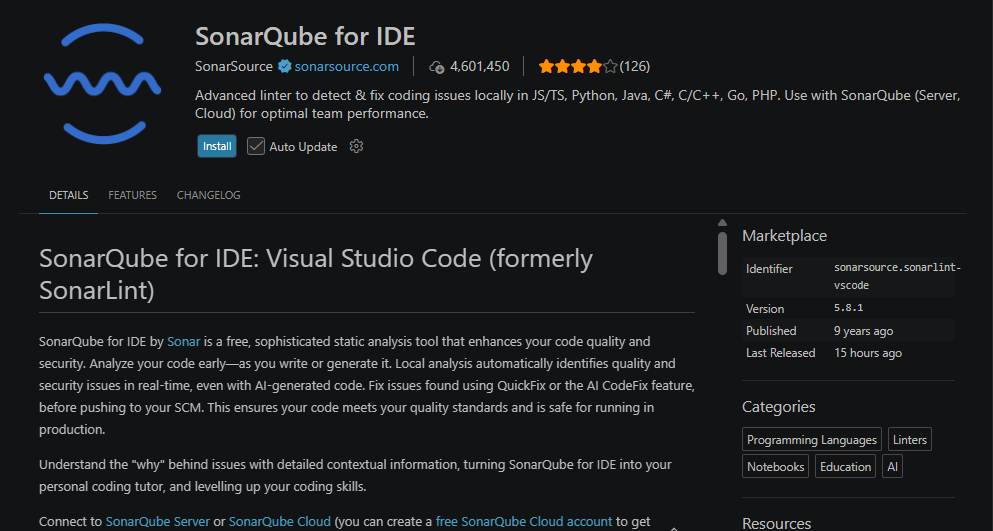 SonarQube for IDE
SonarSource sonarsource.com 4,601,450 (126)
Advanced linter to detect & fix coding issues locally in JS/TS, Python, Java, C#, C/C++, Go, PHP. Use with SonarQube (Server,
Cloud) for optimal team performance.
Install Auto Update
DETAILS FEATURES CHANGELOG
SonarQube for IDE: Visual Studio Code (formerly
SonarLint)
SonarQube for IDE by Sonar is a free, sophisticated static analysis tool that enhances your code quality and
security. Analyze your code early—as you write or generate it. Local analysis automatically identifies quality and
security issues in real-time, even with AI-generated code. Fix issues found using QuickFix or the AI CodeFix feature,
before pushing to your SCM. This ensures your code meets your quality standards and is safe for running in
production.
Understand the "why" behind issues with detailed contextual information, turning SonarQube for IDE into your
personal coding tutor, and levelling up your coding skills.
Connect to SonarQube Server or SonarQube Cloud (you can create a free SonarQube Cloud account to get
Marketplace
Identifier sonarsource.sonarlint-
vscode
Version 5.8.1
Published 9 years ago
Last Released 15 hours ago
Categories
Programming Languages Linters
Notebooks Education AI
Resources